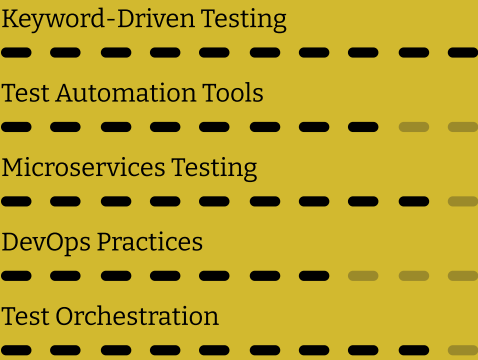 Keyword-Driven Testing
Test Automation Tools
Microservices Testing
DevOps Practices
Test Orchestration